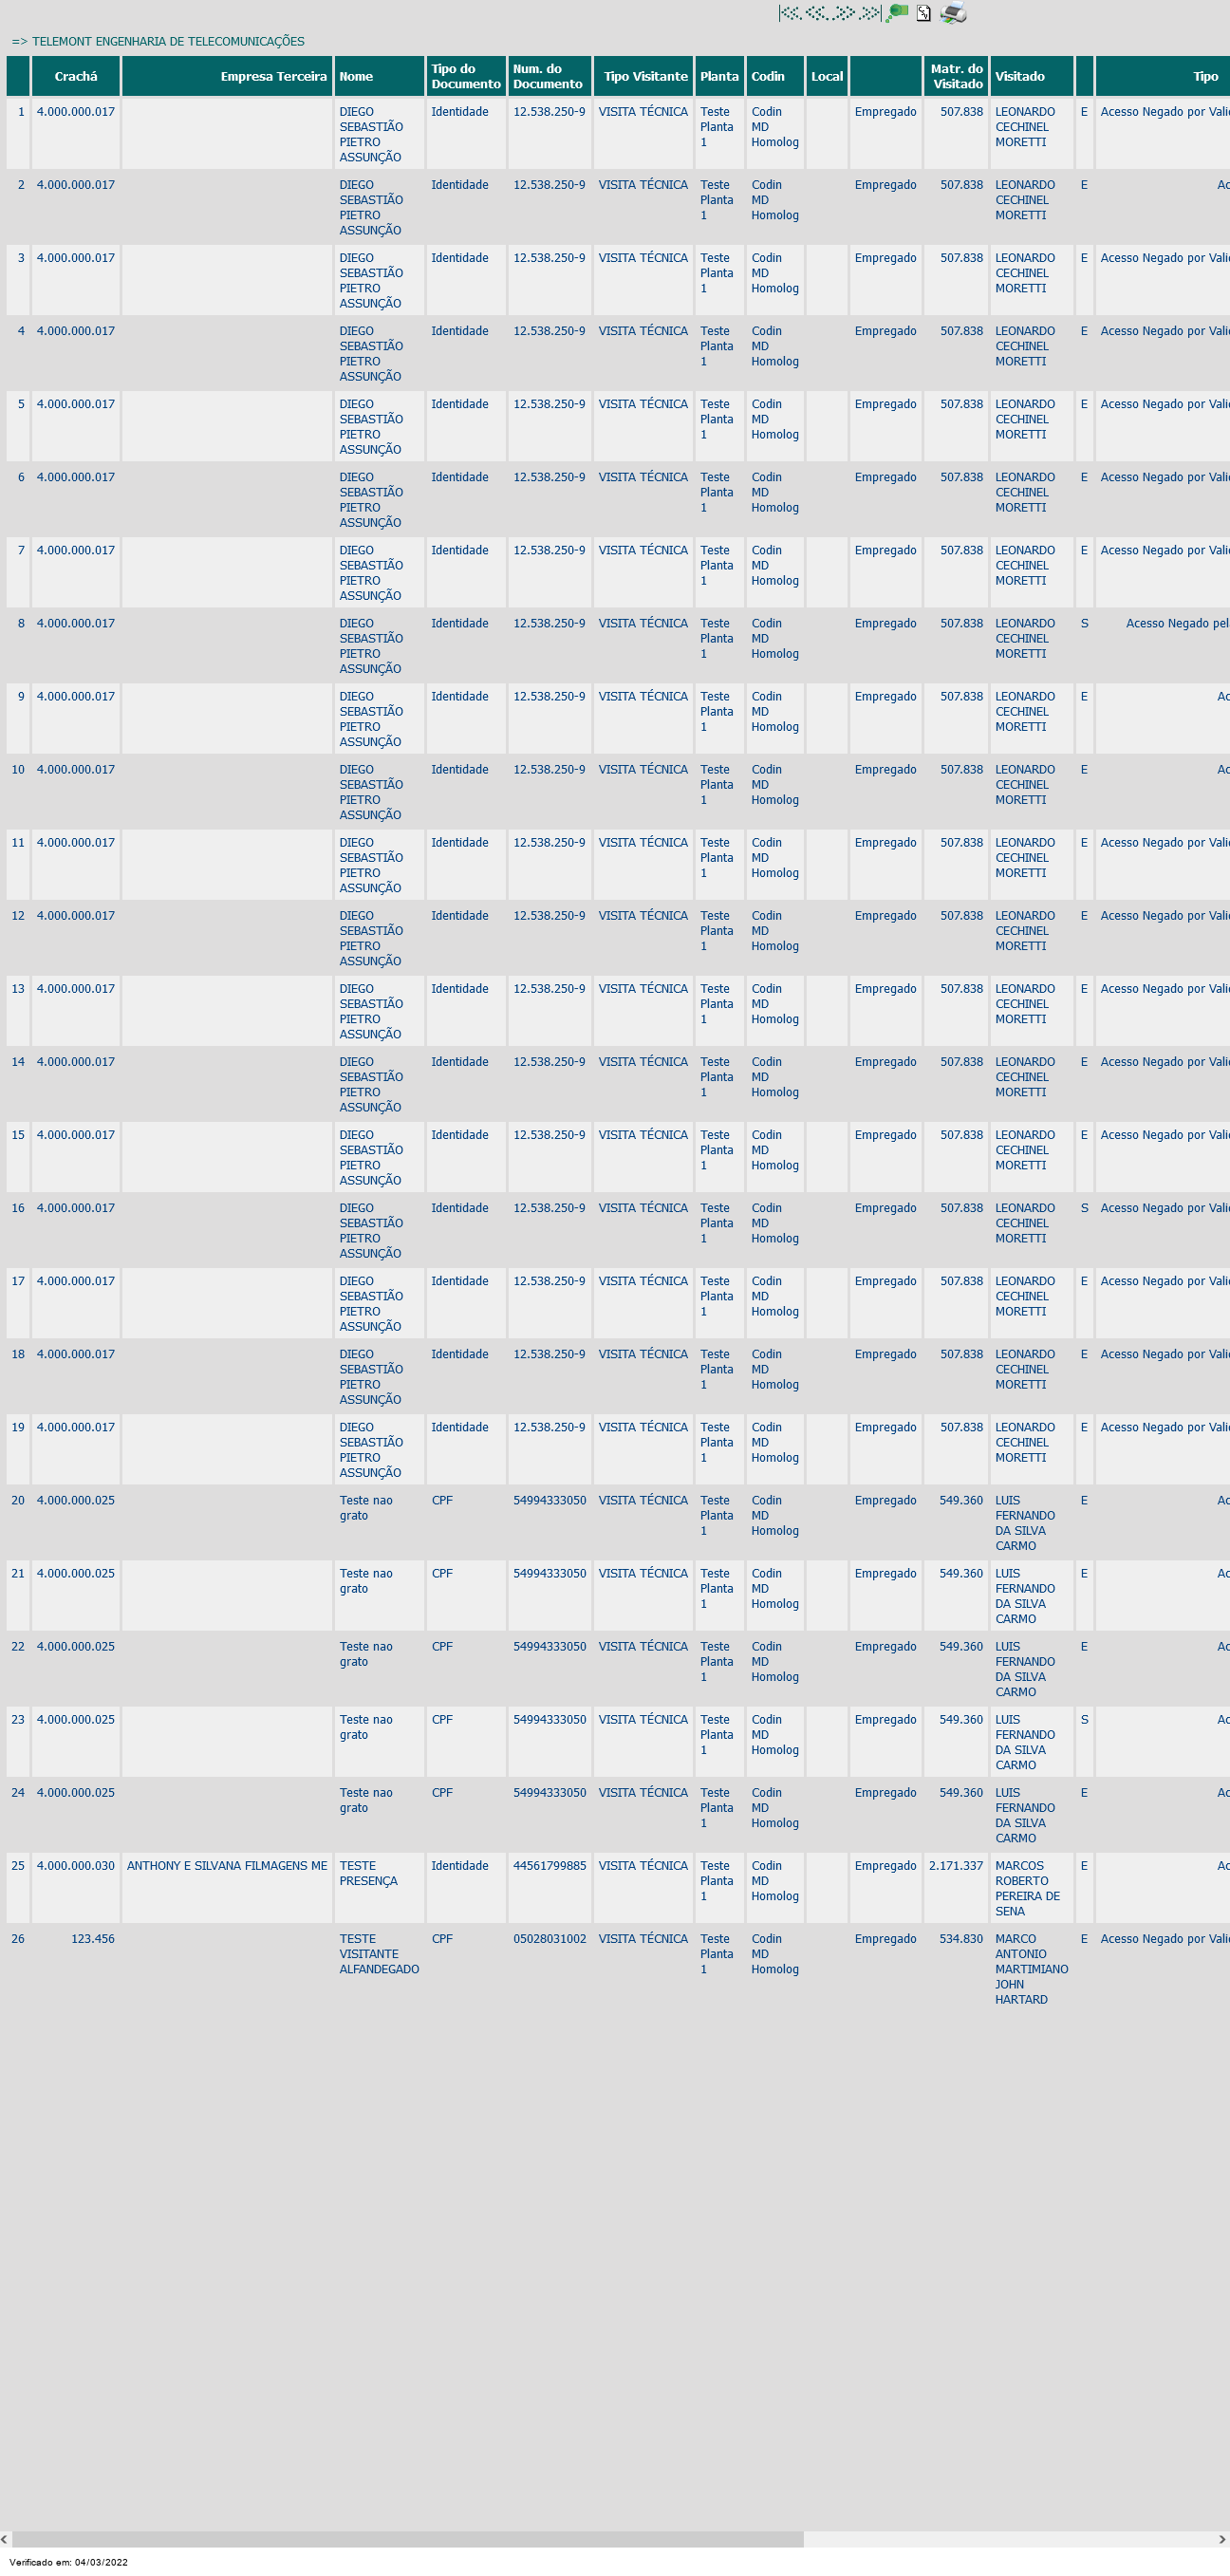 => TELEMONT ENGENHARIA DE TELECOMUNICAÇÕES
Tipo do Num. do Matr. do
Crachá Empresa Terceira Nome Tipo Visitante Planta Codin Local Visitado Tipo
Documento Documento Visitado
1 4.000.000.017 DIEGO Identidade 12.538.250-9 VISITA TÉCNICA Teste Codin Empregado 507.838 LEONARDO E Acesso Negado por Vali
SEBASTIÃO Planta MD CECHINEL
PIETRO 1 Homolog MORETTI
ASSUNÇÃO
2 4.000.000.017 DIEGO Identidade 12.538.250-9 VISITA TÉCNICA Teste Codin Empregado 507.838 LEONARDO E Ac
SEBASTIÃO Planta MD CECHINEL
PIETRO 1 Homolog MORETTI
ASSUNÇÃO
3 4.000.000.017 DIEGO Identidade 12.538.250-9 VISITA TÉCNICA Teste Codin Empregado 507.838 LEONARDO E Acesso Negado por Vali
SEBASTIÃO Planta MD CECHINEL
PIETRO 1 Homolog MORETTI
ASSUNÇÃO
4 4.000.000.017 DIEGO Identidade 12.538.250-9 VISITA TÉCNICA Teste Codin Empregado 507.838 LEONARDO E Acesso Negado por Vali
SEBASTIÃO Planta MD CECHINEL
PIETRO 1 Homolog MORETTI
ASSUNÇÃO
5 4.000.000.017 DIEGO Identidade 12.538.250-9 VISITA TÉCNICA Teste Codin Empregado 507.838 LEONARDO E Acesso Negado por Vali
SEBASTIÃO Planta MD CECHINEL
PIETRO 1 Homolog MORETTI
ASSUNÇÃO
6 4.000.000.017 DIEGO Identidade 12.538.250-9 VISITA TÉCNICA Teste Codin Empregado 507.838 LEONARDO E Acesso Negado por Vali
SEBASTIÃO Planta MD CECHINEL
PIETRO 1 Homolog MORETTI
ASSUNÇÃO
7 4.000.000.017 DIEGO Identidade 12.538.250-9 VISITA TÉCNICA Teste Codin Empregado 507.838 LEONARDO E Acesso Negado por Vali
SEBASTIÃO Planta MD CECHINEL
PIETRO 1 Homolog MORETTI
ASSUNÇÃO
8 4.000.000.017 DIEGO Identidade 12.538.250-9 VISITA TÉCNICA Teste Codin Empregado 507.838 LEONARDO S Acesso Negado pel
SEBASTIÃO Planta MD CECHINEL
PIETRO 1 Homolog MORETTI
ASSUNÇÃO
9 4.000.000.017 DIEGO Identidade 12.538.250-9 VISITA TÉCNICA Teste Codin Empregado 507.838 LEONARDO E Ac
SEBASTIÃO Planta MD CECHINEL
PIETRO 1 Homolog MORETTI
ASSUNÇÃO
10 4.000.000.017 DIEGO Identidade 12.538.250-9 VISITA TÉCNICA Teste Codin Empregado 507.838 LEONARDO E Ac
SEBASTIÃO Planta MD CECHINEL
PIETRO 1 Homolog MORETTI
ASSUNÇÃO
11 4.000.000.017 DIEGO Identidade 12.538.250-9 VISITA TÉCNICA Teste Codin Empregado 507.838 LEONARDO E Acesso Negado por Vali
SEBASTIÃO Planta MD CECHINEL
PIETRO 1 Homolog MORETTI
ASSUNÇÃO
12 4.000.000.017 DIEGO Identidade 12.538.250-9 VISITA TÉCNICA Teste Codin Empregado 507.838 LEONARDO E Acesso Negado por Vali
SEBASTIÃO Planta MD CECHINEL
PIETRO 1 Homolog MORETTI
ASSUNÇÃO
13 4.000.000.017 DIEGO Identidade 12.538.250-9 VISITA TÉCNICA Teste Codin Empregado 507.838 LEONARDO E Acesso Negado por Vali
SEBASTIÃO Planta MD CECHINEL
PIETRO 1 Homolog MORETTI
ASSUNÇÃO
14 4.000.000.017 DIEGO Identidade 12.538.250-9 VISITA TÉCNICA Teste Codin Empregado 507.838 LEONARDO E Acesso Negado por Vali
SEBASTIÃO Planta MD CECHINEL
PIETRO 1 Homolog MORETTI
ASSUNÇÃO
15 4.000.000.017 DIEGO Identidade 12.538.250-9 VISITA TÉCNICA Teste Codin Empregado 507.838 LEONARDO E Acesso Negado por Vali
SEBASTIÃO Planta MD CECHINEL
PIETRO 1 Homolog MORETTI
ASSUNÇÃO
16 4.000.000.017 DIEGO Identidade 12.538.250-9 VISITA TÉCNICA Teste Codin Empregado 507.838 LEONARDO S Acesso Negado por Vali
SEBASTIÃO Planta MD CECHINEL
PIETRO 1 Homolog MORETTI
ASSUNÇÃO
17 4.000.000.017 DIEGO Identidade 12.538.250-9 VISITA TÉCNICA Teste Codin Empregado 507.838 LEONARDO E Acesso Negado por Vali
SEBASTIÃO Planta MD CECHINEL
PIETRO 1 Homolog MORETTI
ASSUNÇÃO
18 4.000.000.017 DIEGO Identidade 12.538.250-9 VISITA TÉCNICA Teste Codin Empregado 507.838 LEONARDO E Acesso Negado por Vali
SEBASTIÃO Planta MD CECHINEL
PIETRO 1 Homolog MORETTI
ASSUNÇÃO
19 4.000.000.017 DIEGO Identidade 12.538.250-9 VISITA TÉCNICA Teste Codin Empregado 507.838 LEONARDO E Acesso Negado por Vali
SEBASTIÃO Planta MD CECHINEL
PIETRO 1 Homolog MORETTI
ASSUNÇÃO
20 4.000.000.025 Teste nao CPF 54994333050 VISITA TÉCNICA Teste Codin Empregado 549.360 LUIS E Ac
grato Planta MD FERNANDO
1 Homolog DA SILVA
CARMO
21 4.000.000.025 Teste nao CPF 54994333050 VISITA TÉCNICA Teste Codin Empregado 549.360 LUIS E Ac
grato Planta MD FERNANDO
1 Homolog DA SILVA
CARMO
22 4.000.000.025 Teste nao CPF 54994333050 VISITA TÉCNICA Teste Codin Empregado 549.360 LUIS E Ac
grato Planta MD FERNANDO
1 Homolog DA SILVA
CARMO
23 4.000.000.025 Teste nao CPF 54994333050 VISITA TÉCNICA Teste Codin Empregado 549.360 LUIS S Ac
grato Planta MD FERNANDO
1 Homolog DA SILVA
CARMO
24 4.000.000.025 Teste nao CPF 54994333050 VISITA TÉCNICA Teste Codin Empregado 549.360 LUIS E Ac
grato Planta MD FERNANDO
1 Homolog DA SILVA
CARMO
25 4.000.000.030 ANTHONY E SILVANA FILMAGENS ME TESTE Identidade 44561799885 VISITA TÉCNICA Teste Codin Empregado 2.171.337 MARCOS E Ac
PRESENÇA Planta MD ROBERTO
1 Homolog PEREIRA DE
SENA
26 123.456 TESTE CPF 05028031002 VISITA TÉCNICA Teste Codin Empregado 534.830 MARCO E Acesso Negado por Vali
VISITANTE Planta MD ANTONIO
ALFANDEGADO 1 Homolog MARTIMIANO
JOHN
HARTARD
Verificado em: 04/03/2022